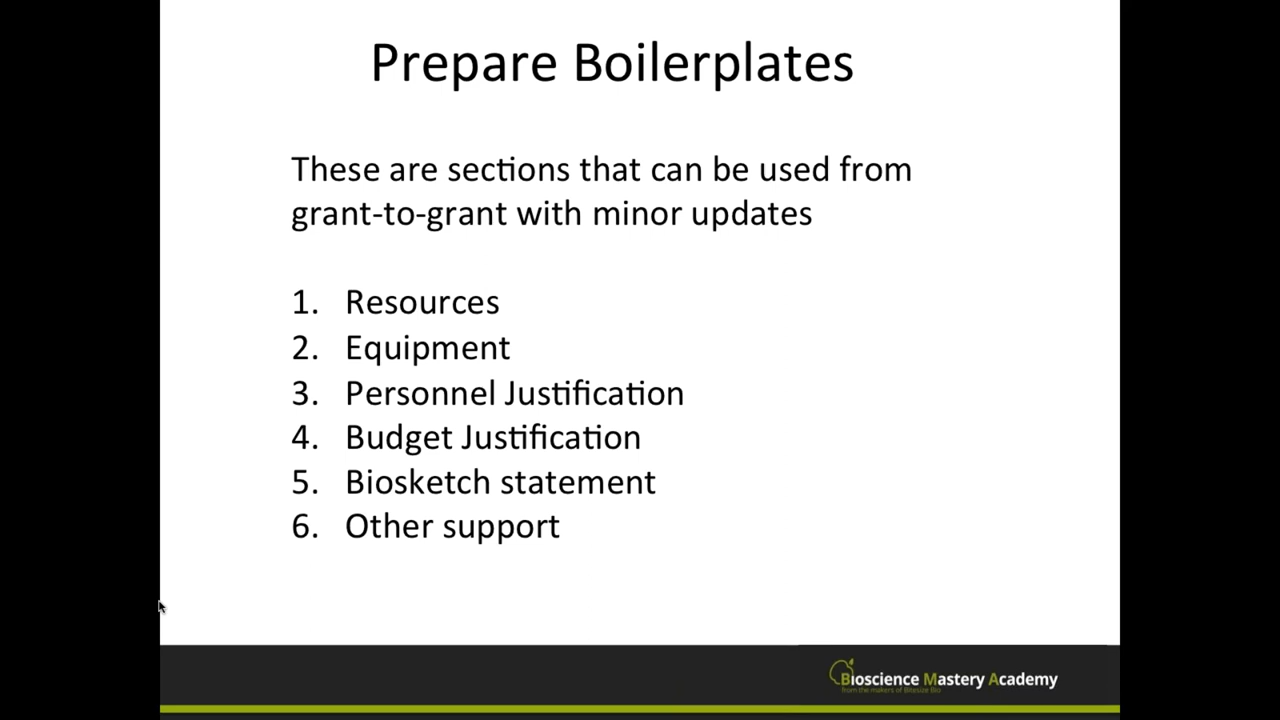 Prepare Boilerplates
These are sections that can be used from
grant-to-grant with minor updates
1. Resources
2. Equipment
3. Personnel Justification
4. Budget Justification
5. Biosketch statement
6. Other support
Bioscience Mastery Academy
from the makers of Bitesize Bio